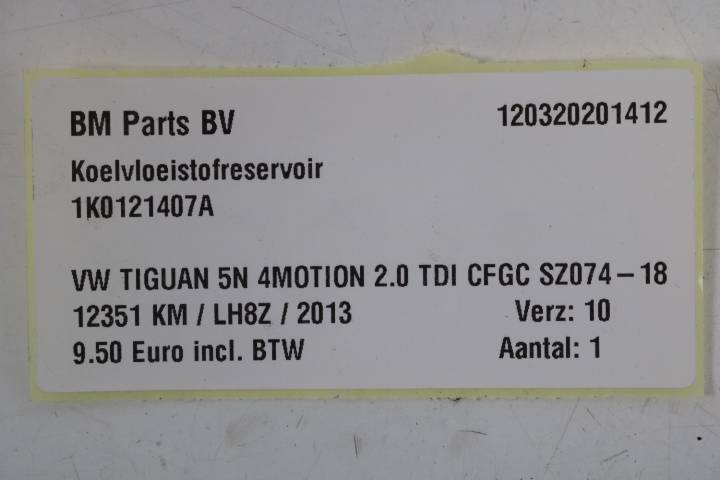 BM Parts BV 120320201412
Koelvloeistofreservoir
1K0121407A
VW TIGUAN 5N 4MOTION 2.0 TDI CFGC SZ074-18
12351 KM / LH8Z / 2013 Verz: 10
9.50 Euro incl. BTW Aantal: 1